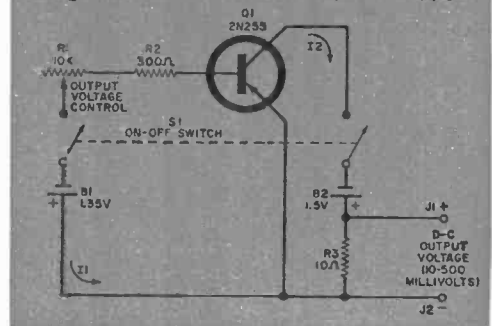 Q1
2N255
R1
10K
R2
300Ω
I2
OUTPUT
VOLTAGE
CONTROL
S1
ON-OFF SWITCH
B1
1.35V
+
B2
1.5V
+
J1 +
D-C
OUTPUT
VOLTAGE
(10-500
MILLIVOLTS)
R3
10Ω
I1
J2 -